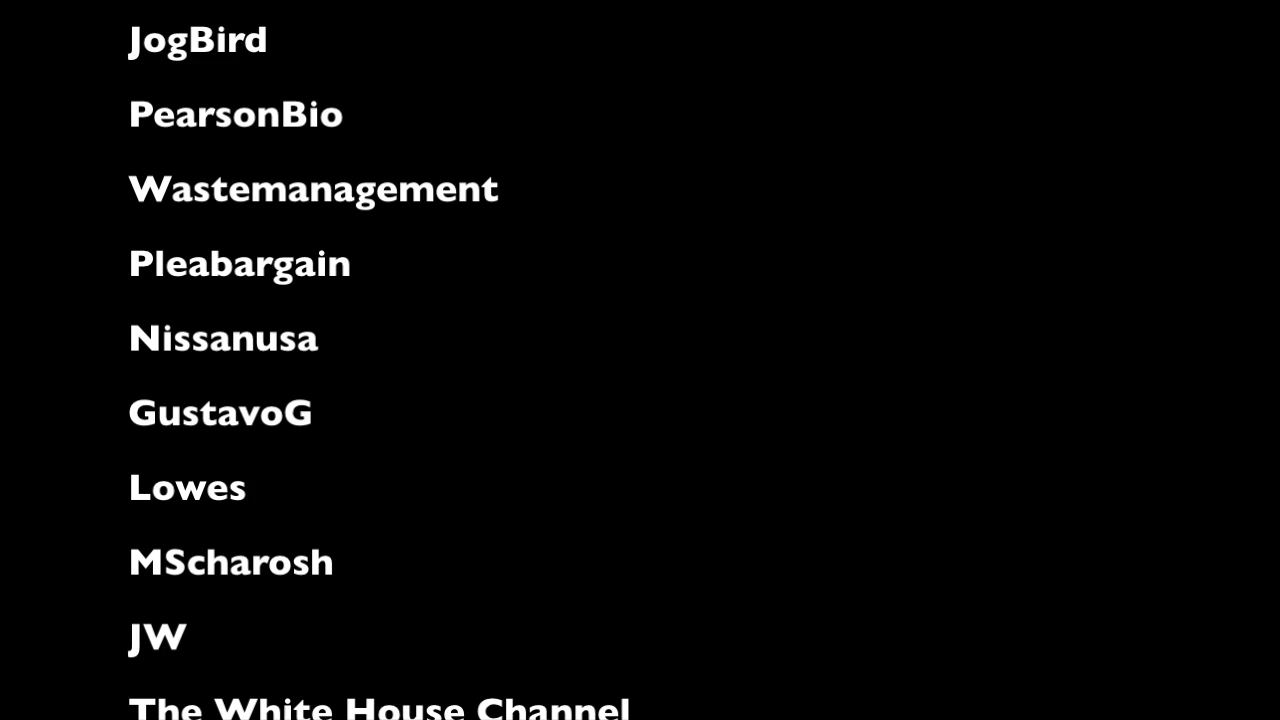 JogBird
PearsonBio
Wastemanagement
Pleabargain
Nissanusa
GustavoG
Lowes
MScharosh
JW
The White House Channel